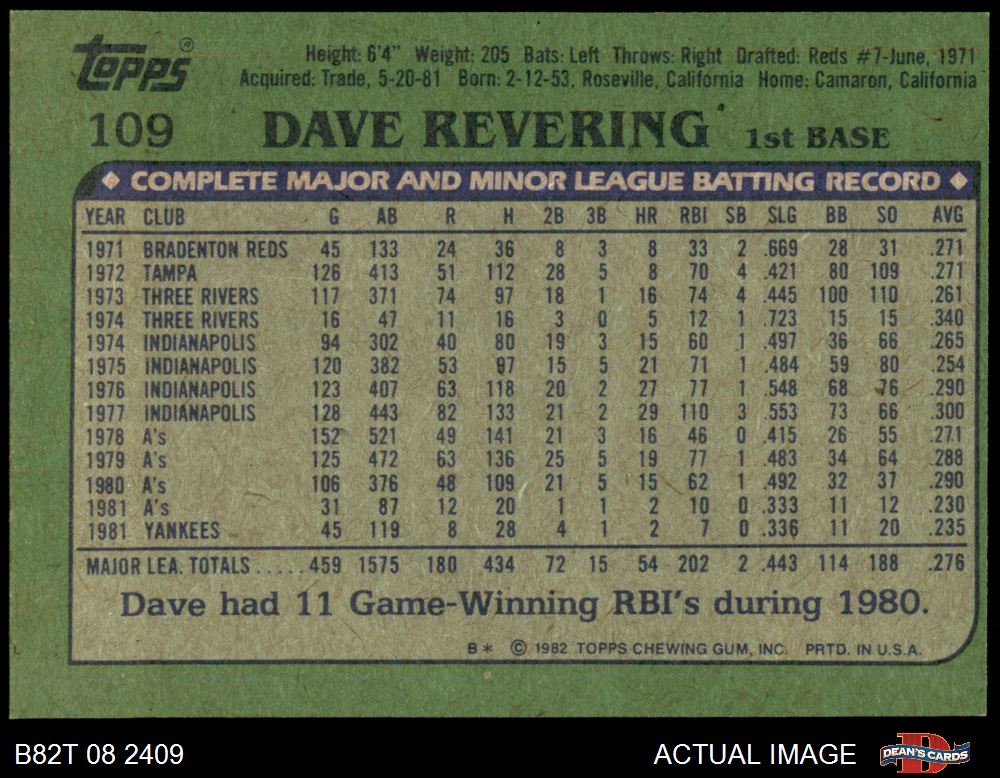 Topps®
Height: 6'4" Weight: 205 Bats: Left Throws: Right Drafted: Reds #7-June, 1971
Acquired: Trade, 5-20-81 Born: 2-12-53, Roseville, California Home: Camaron, California
109 DAVE REVERING 1st BASE
COMPLETE MAJOR AND MINOR LEAGUE BATTING RECORD
YEAR CLUB G AB R H 2B 3B HR RBI SB SLG BB SO AVG
1971 BRADENTON REDS 45 133 24 36 8 3 8 33 2 .669 28 31 .271
1972 TAMPA 126 413 51 112 28 5 8 70 4 .421 80 109 .271
1973 THREE RIVERS 117 371 74 97 18 1 16 74 4 .445 100 110 .261
1974 THREE RIVERS 16 47 11 16 3 0 5 12 1 .723 15 15 .340
1974 INDIANAPOLIS 94 302 40 80 19 3 15 60 1 .497 36 66 .265
1975 INDIANAPOLIS 120 382 53 97 15 5 21 71 1 .484 59 80 .254
1976 INDIANAPOLIS 123 407 63 118 20 2 27 77 1 .548 68 76 .290
1977 INDIANAPOLIS 128 443 82 133 21 2 29 110 3 .553 73 66 .300
1978 A's 152 521 49 141 21 3 16 46 0 .415 26 55 .271
1979 A's 125 472 63 136 25 5 19 77 1 .483 34 64 .288
1980 A's 106 376 48 109 21 5 15 62 1 .492 32 37 .290
1981 A's 31 87 12 20 1 1 2 10 0 .333 11 12 .230
1981 YANKEES 45 119 8 28 4 1 2 7 0 .336 11 20 .235
MAJOR LEA. TOTALS.....459 1575 180 434 72 15 54 202 2 .443 114 188 .276
Dave had 11 Game-Winning RBI's during 1980.
B* © 1982 TOPPS CHEWING GUM, INC. PRTD. IN U.S.A.
B82T 08 2409 ACTUAL IMAGE DEAN'S CARDS